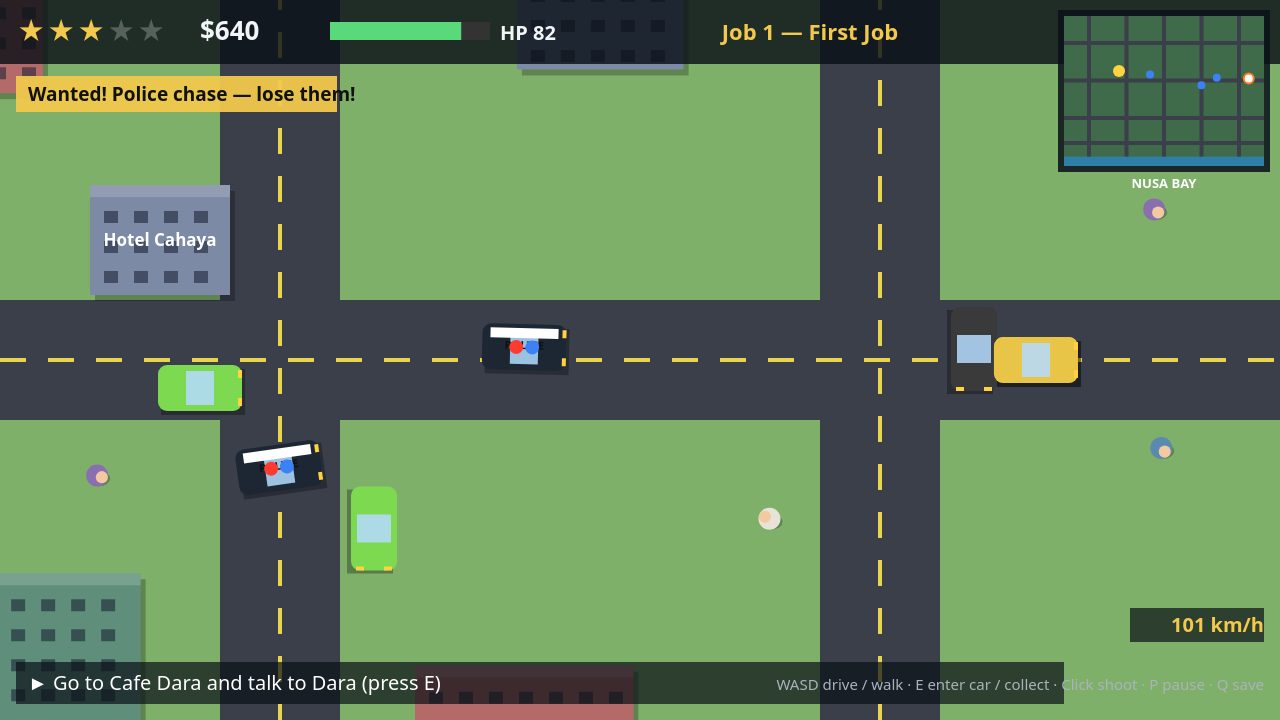 ★★★★★ $640 HP 82 Job 1 — First Job
Wanted! Police chase — lose them!
NUSA BAY
Hotel Cahaya
101 km/h
► Go to Cafe Dara and talk to Dara (press E)
WASD drive / walk · E enter car / collect · Click shoot · P pause · Q save